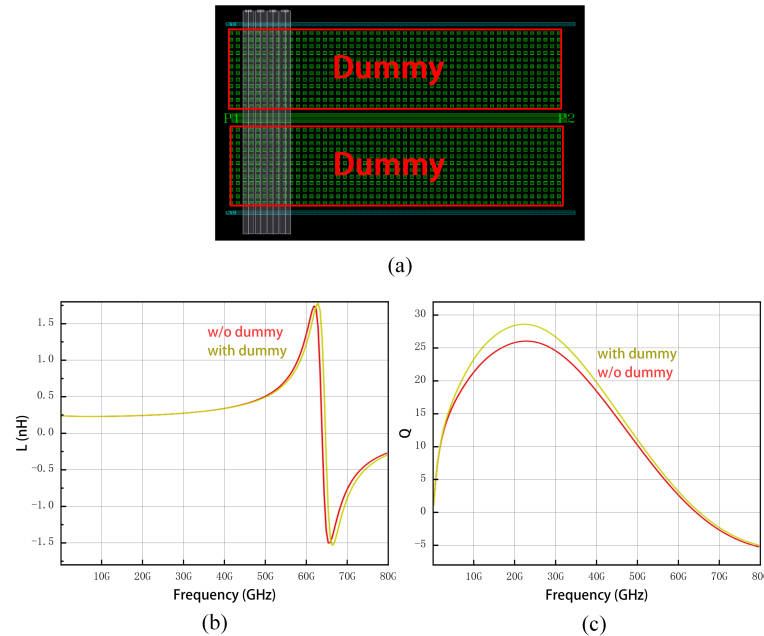 Dummy
P1 P2
Dummy
(a)
1.5
1.0
0.5
0.0
-0.5
-1.0
-1.5
L (nH)
w/o dummy
with dummy
10G 20G 30G 40G 50G 60G 70G 80G
Frequency (GHz)
(b)
30
25
20
15
10
5
0
-5
Q
with dummy
w/o dummy
10G 20G 30G 40G 50G 60G 70G 80G
Frequency (GHz)
(c)